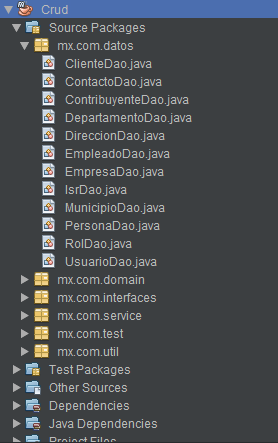 Crud
Source Packages
mx.com.datos
ClienteDao.java
ContactoDao.java
ContribuyenteDao.java
DepartamentoDao.java
DireccionDao.java
EmpleadoDao.java
EmpresaDao.java
IsrDao.java
MunicipioDao.java
PersonaDao.java
RolDao.java
UsuarioDao.java
mx.com.domain
mx.com.interfaces
mx.com.service
mx.com.test
mx.com.util
Test Packages
Other Sources
Dependencies
Java Dependencies
Project Files